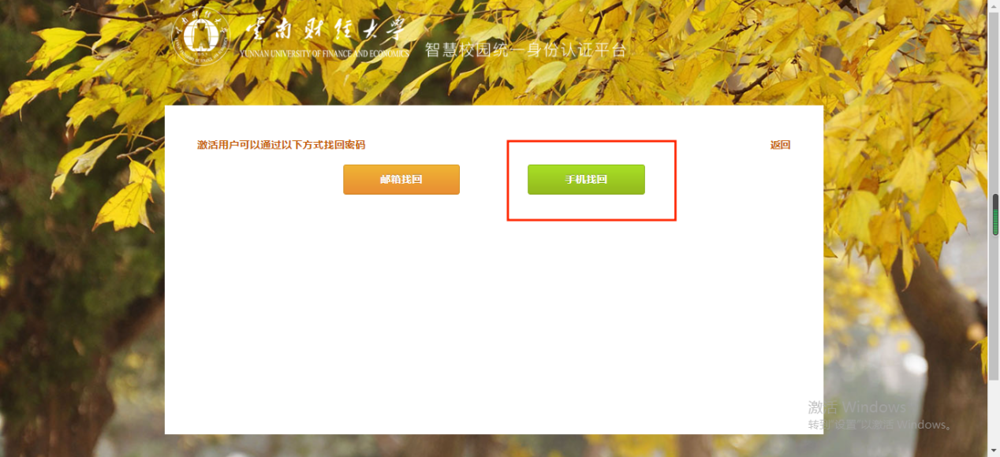 雲南财经大学
YUNNAN UNIVERSITY OF FINANCE AND ECONOMICS
智慧校园统一身份认证平台
激活用户可以通过以下方式找回密码
返回
邮箱找回
手机找回
激活 Windows
转到"设置"以激活 Windows。